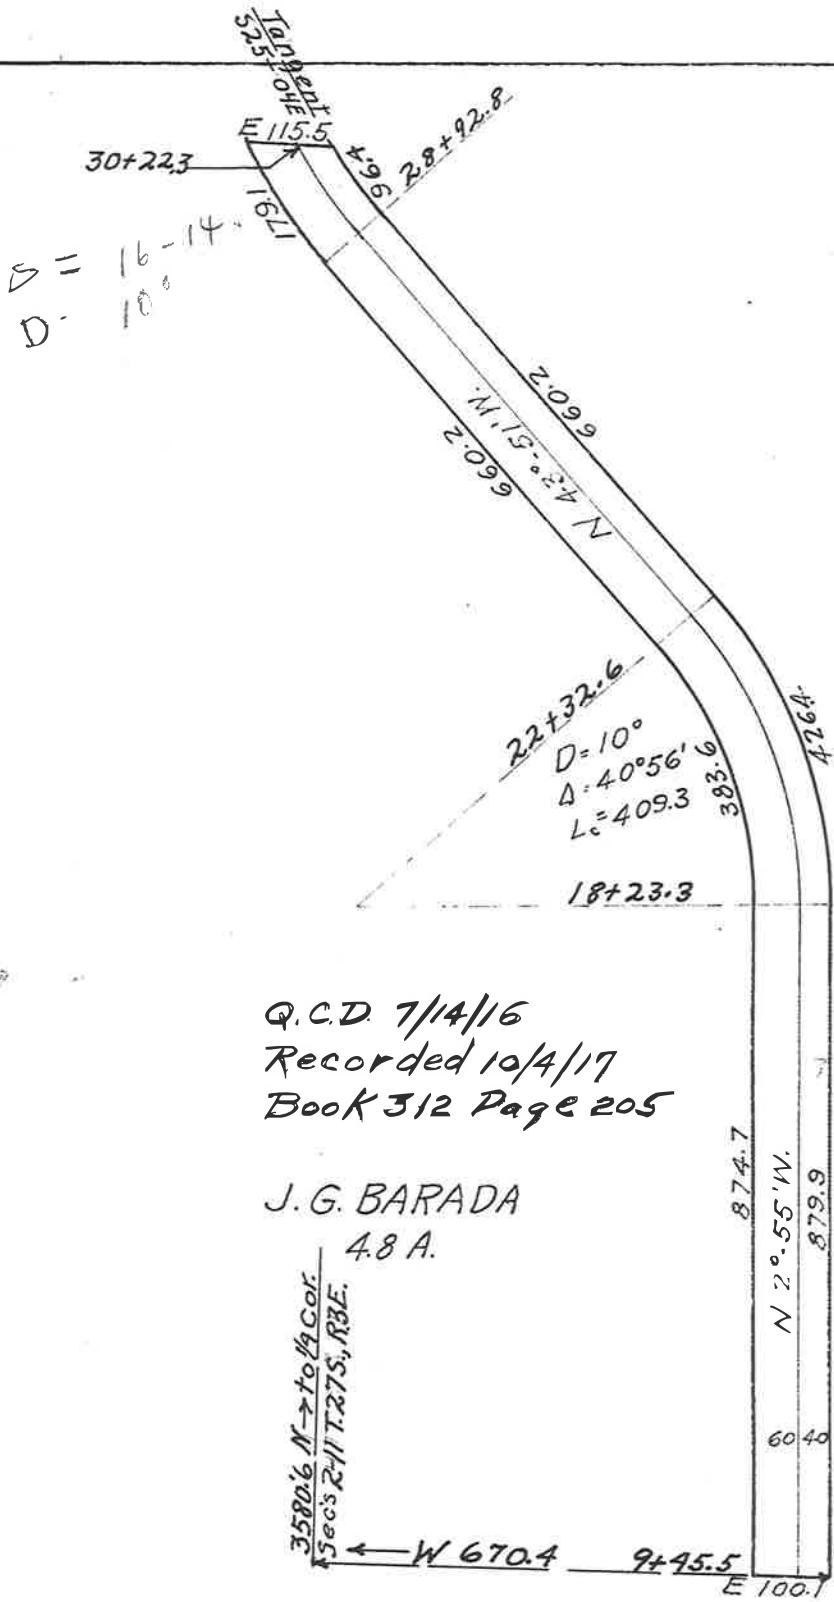 Tangent
S25°-04E
E 115.5
30+22.3
96.4
28+92.8
179.1
Δ = 16-14
D- 10°
660.2
N 43°-51' W.
660.2
22+32.6
D=10°
Δ=40°56'
Lc=409.3
383.6
426.4
18+23.3
Q.C.D. 7/14/16
Recorded 10/4/17
Book 312 Page 205
J. G. BARADA
4.8 A.
874.7
N 2°-55' W.
879.9
3580.6 N→to 1/4 Cor.
Sec's 2-11 T.27S., R3E.
60 40
W 670.4
9+45.5
E 100.1